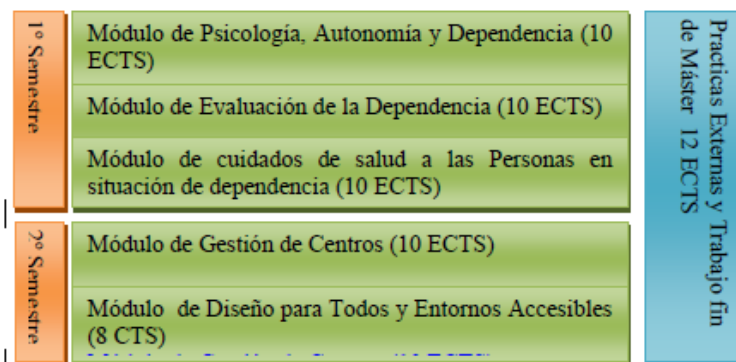 1º Semestre
Módulo de Psicología, Autonomía y Dependencia (10
ECTS)
Módulo de Evaluación de la Dependencia (10 ECTS)
Módulo de cuidados de salud a las Personas en
situación de dependencia (10 ECTS)
2º Semestre
Módulo de Gestión de Centros (10 ECTS)
Módulo de Diseño para Todos y Entornos Accesibles
(8 CTS)
Practicas Externas y Trabajo fin
de Máster 12 ECTS